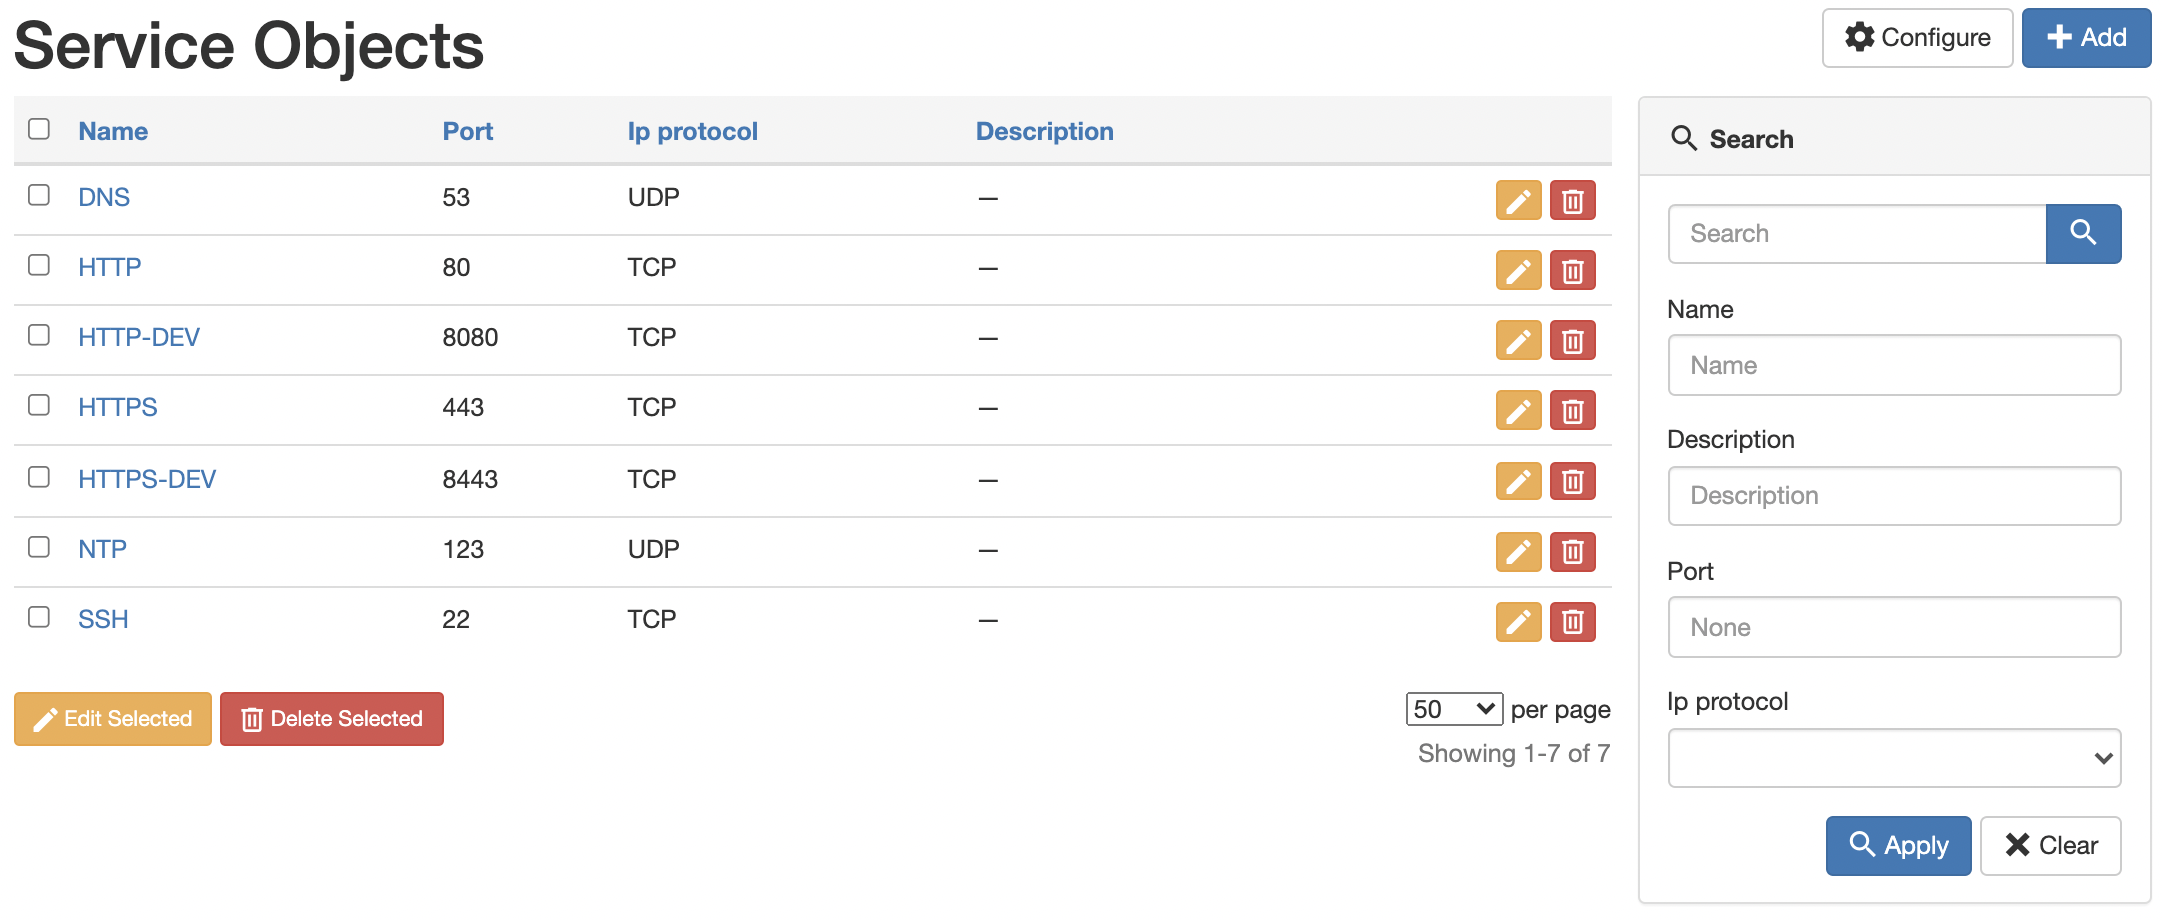 Service Objects
Configure
Add
Name Port Ip protocol Description
DNS 53 UDP —
HTTP 80 TCP —
HTTP-DEV 8080 TCP —
HTTPS 443 TCP —
HTTPS-DEV 8443 TCP —
NTP 123 UDP —
SSH 22 TCP —
Edit Selected
Delete Selected
50 per page
Showing 1-7 of 7
Search
Search
Name
Name
Description
Description
Port
None
Ip protocol
Apply
Clear